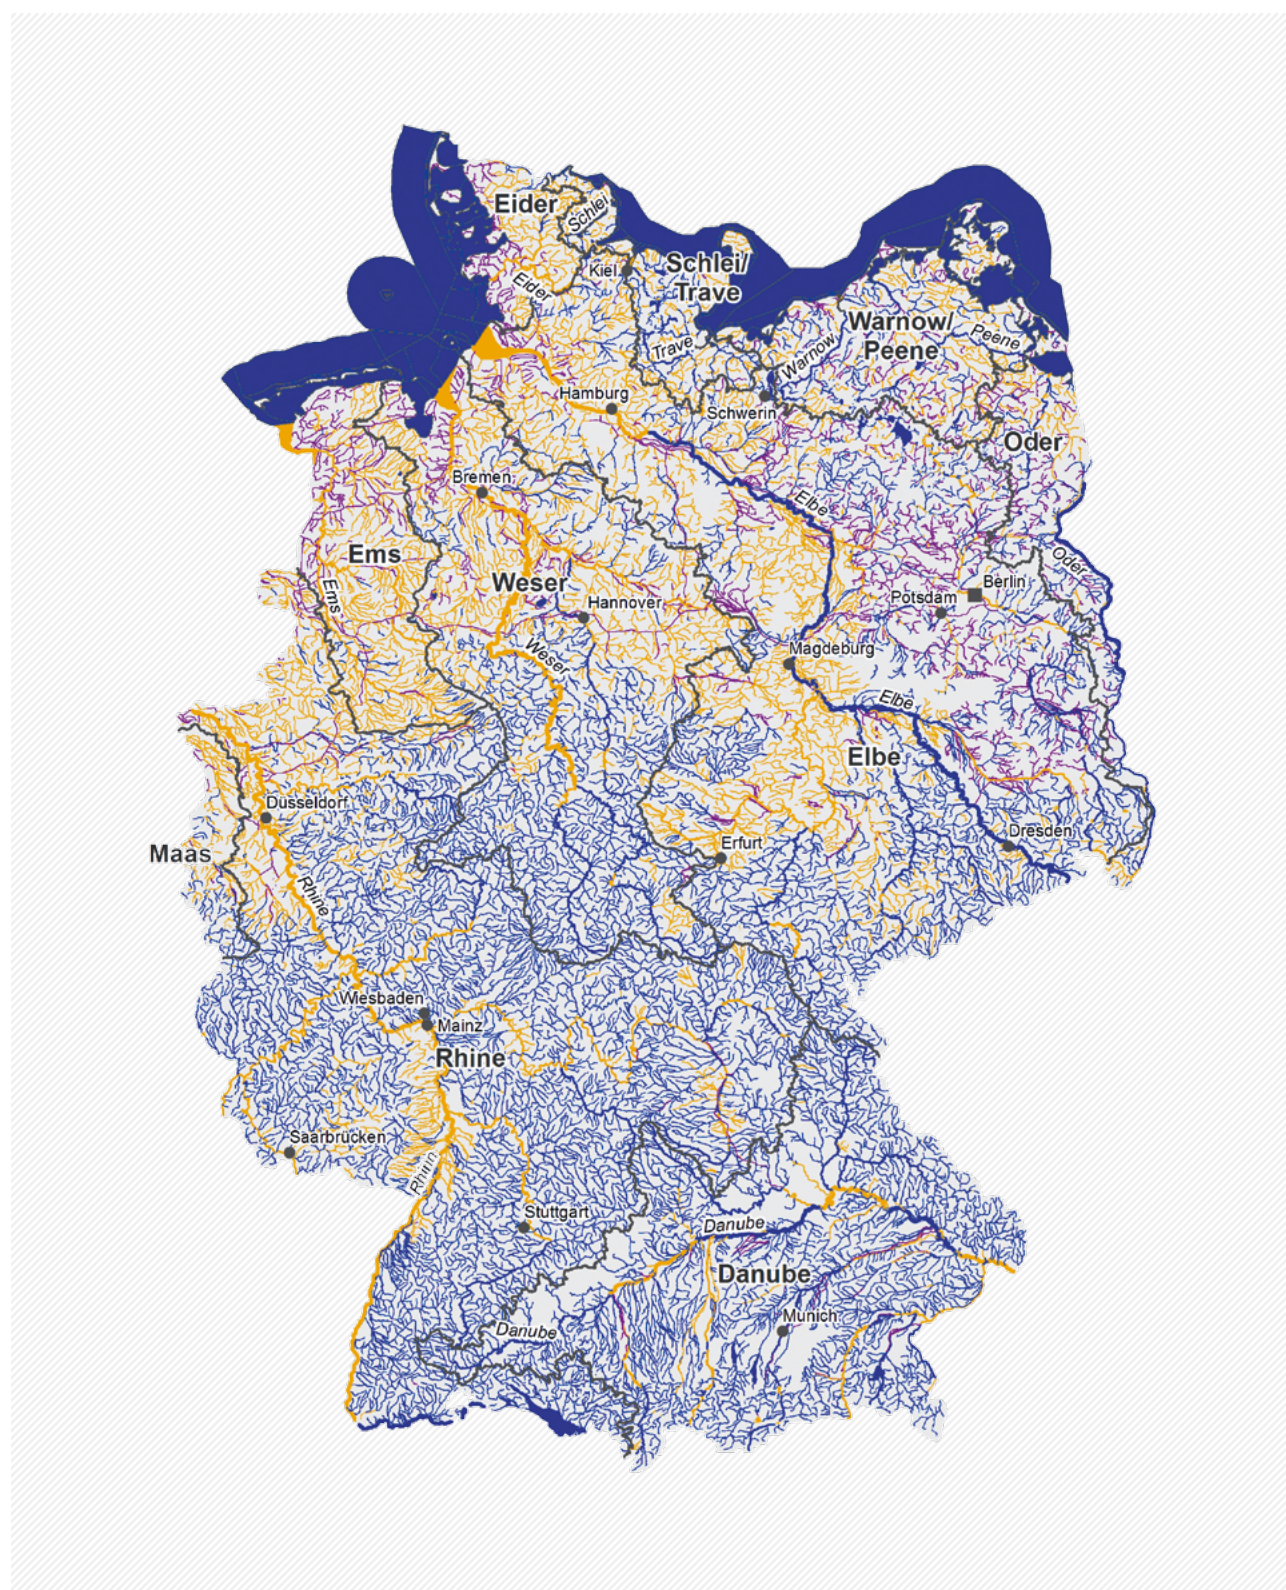 Eider
Schlei
Kiel
Schlei/
Trave
Eider
Warnow/
Peene
Peene
Trave
Warnow
Hamburg
Schwerin
Oder
Bremen
Elbe
Ems
Oder
Weser
Berlin
Ems
Potsdam
Hannover
Weser
Magdeburg
Elbe
Elbe
Düsseldorf
Dresden
Maas
Erfurt
Rhine
Wiesbaden
Mainz
Rhine
Saarbrücken
Rhine
Stuttgart
Danube
Danube
Munich
Danube